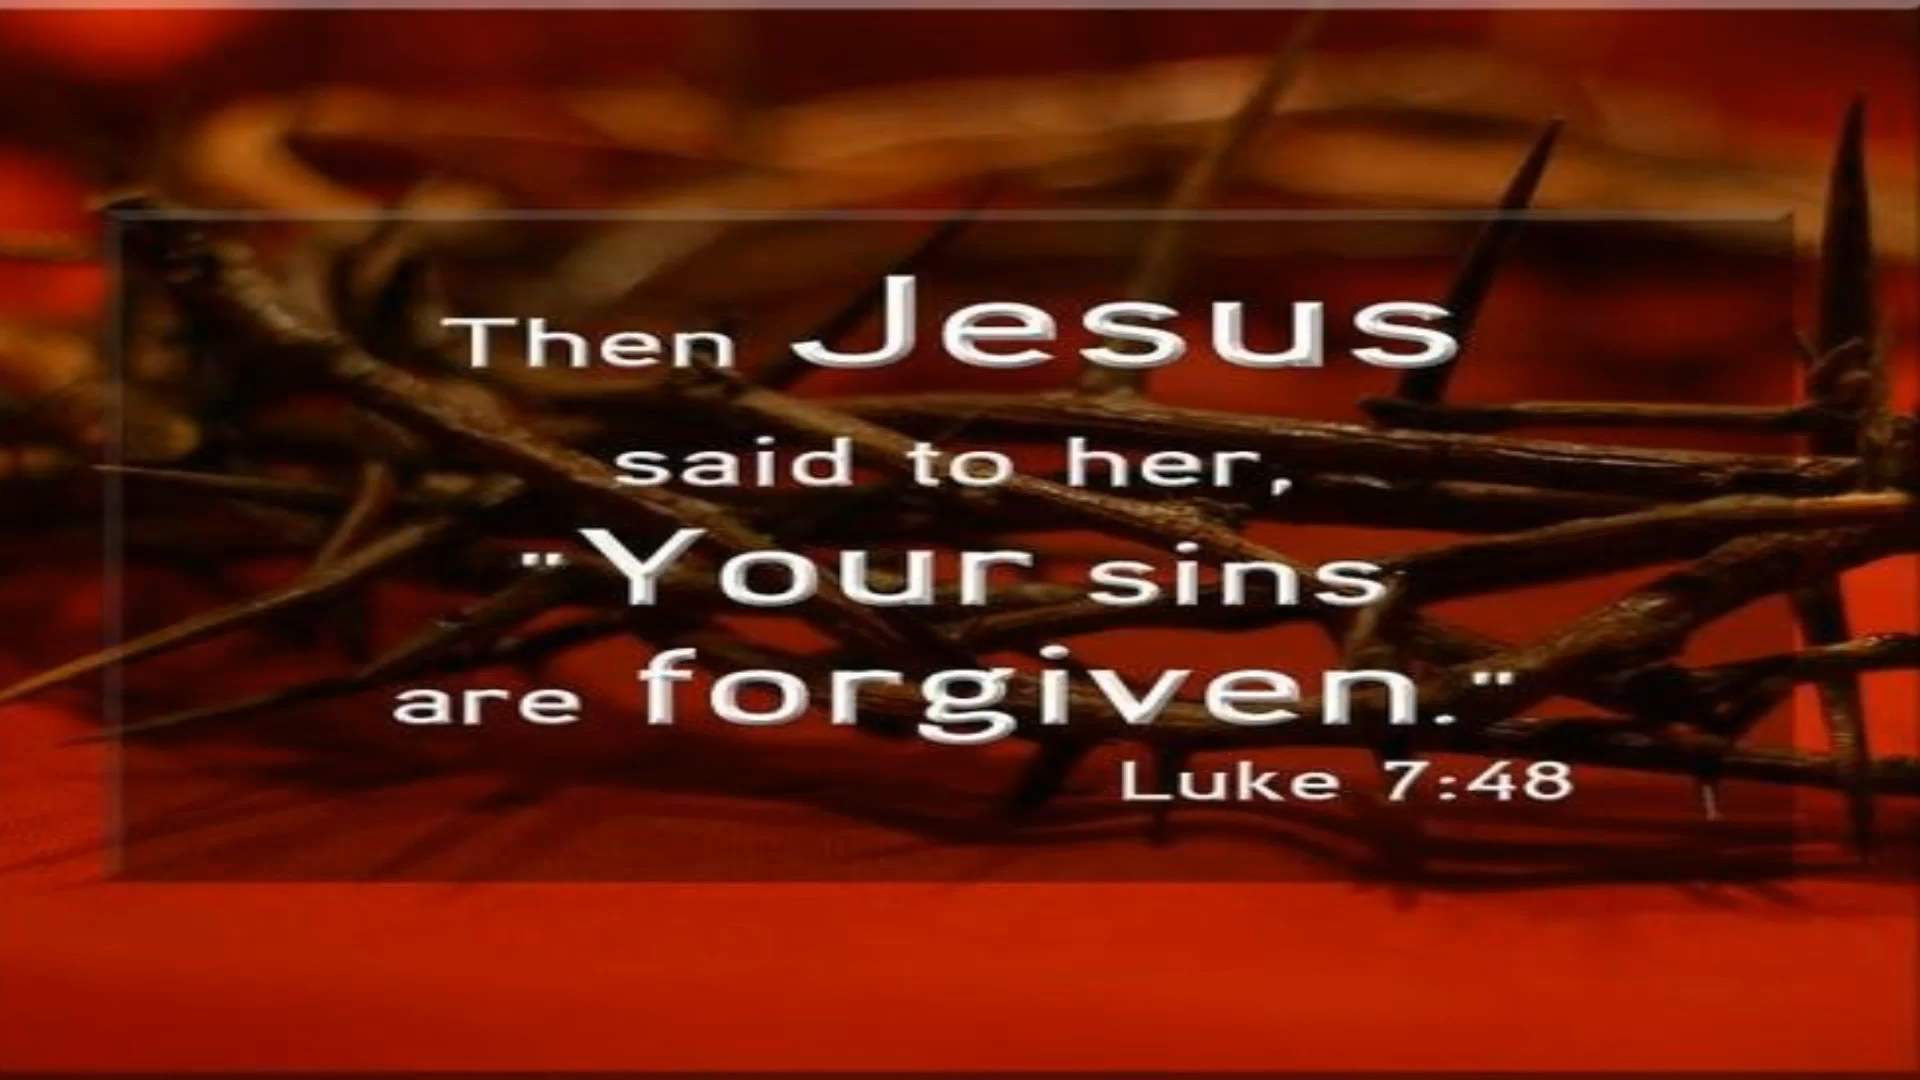 Then Jesus
said to her,
"Your sins
are forgiven."
Luke 7:48